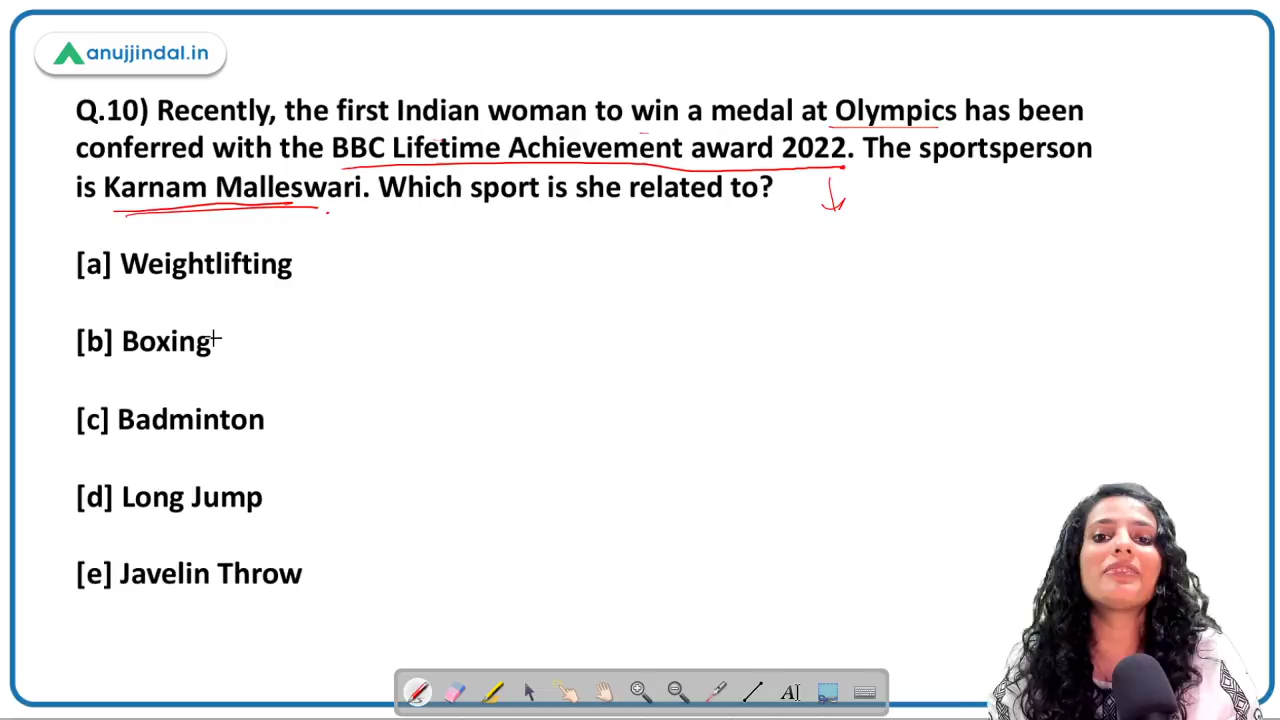 anujjindal.in
Q.10) Recently, the first Indian woman to win a medal at Olympics has been
conferred with the BBC Lifetime Achievement award 2022. The sportsperson
is Karnam Malleswari. Which sport is she related to?
[a] Weightlifting
[b] Boxing
[c] Badminton
[d] Long Jump
[e] Javelin Throw
AI